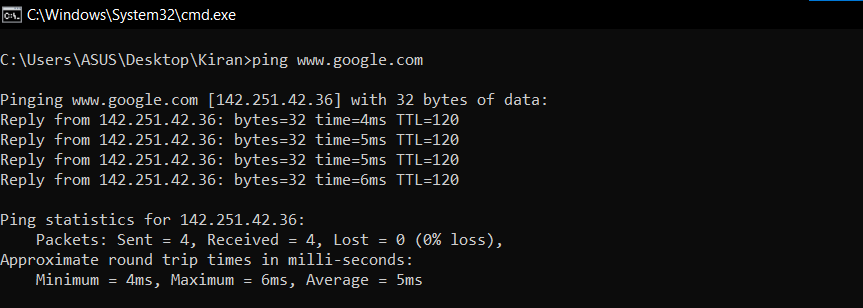 C:\Windows\System32\cmd.exe
C:\Users\ASUS\Desktop\Kiran>ping www.google.com
Pinging www.google.com [142.251.42.36] with 32 bytes of data:
Reply from 142.251.42.36: bytes=32 time=4ms TTL=120
Reply from 142.251.42.36: bytes=32 time=5ms TTL=120
Reply from 142.251.42.36: bytes=32 time=5ms TTL=120
Reply from 142.251.42.36: bytes=32 time=6ms TTL=120
Ping statistics for 142.251.42.36:
    Packets: Sent = 4, Received = 4, Lost = 0 (0% loss),
Approximate round trip times in milli-seconds:
    Minimum = 4ms, Maximum = 6ms, Average = 5ms